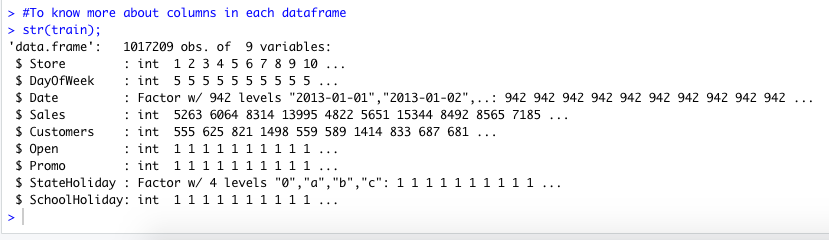 > #To know more about columns in each dataframe
> str(train);
'data.frame':   1017209 obs. of  9 variables:
 $ Store        : int  1 2 3 4 5 6 7 8 9 10 ...
 $ DayOfWeek    : int  5 5 5 5 5 5 5 5 5 5 ...
 $ Date         : Factor w/ 942 levels "2013-01-01","2013-01-02",..: 942 942 942 942 942 942 942 942 942 942 ...
 $ Sales        : int  5263 6064 8314 13995 4822 5651 15344 8492 8565 7185 ...
 $ Customers    : int  555 625 821 1498 559 589 1414 833 687 681 ...
 $ Open         : int  1 1 1 1 1 1 1 1 1 1 ...
 $ Promo        : int  1 1 1 1 1 1 1 1 1 1 ...
 $ StateHoliday : Factor w/ 4 levels "0","a","b","c": 1 1 1 1 1 1 1 1 1 1 ...
 $ SchoolHoliday: int  1 1 1 1 1 1 1 1 1 1 ...
>